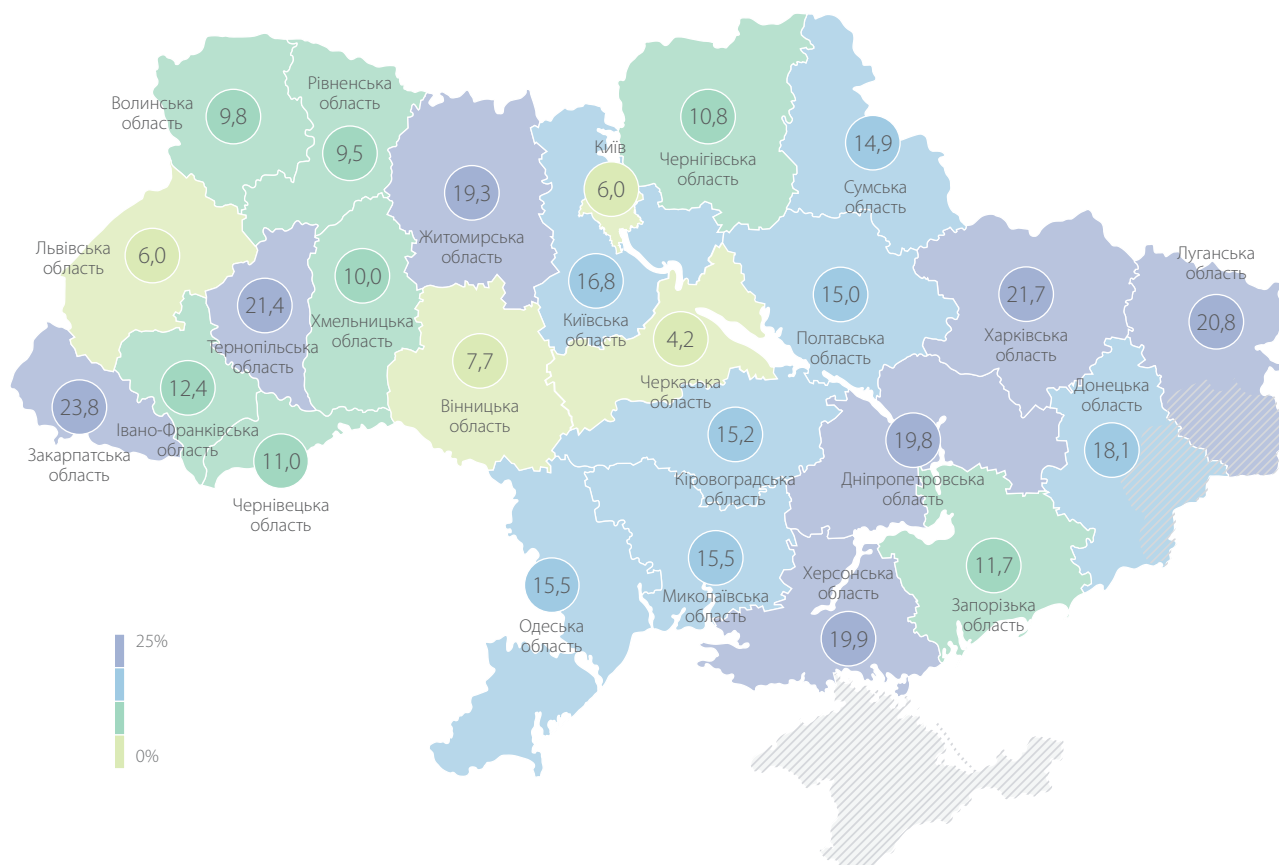 Волинська
область
9,8
Рівненська
область
9,5
19,3
Житомирська
область
Київ
6,0
10,8
Чернігівська
область
14,9
Сумська
область
Львівська
область
6,0
21,4
Тернопільська
область
10,0
Хмельницька
область
16,8
Київська
область
15,0
Полтавська
область
21,7
Харківська
область
Луганська
область
20,8
23,8
Закарпатська
область
12,4
Івано-Франківська
область
11,0
Чернівецька
область
7,7
Вінницька
область
4,2
Черкаська
область
15,2
Кіровоградська
область
19,8
Дніпропетровська
область
Донецька
область
18,1
15,5
Одеська
область
15,5
Миколаївська
область
Херсонська
область
19,9
11,7
Запорізька
область
25%
0%